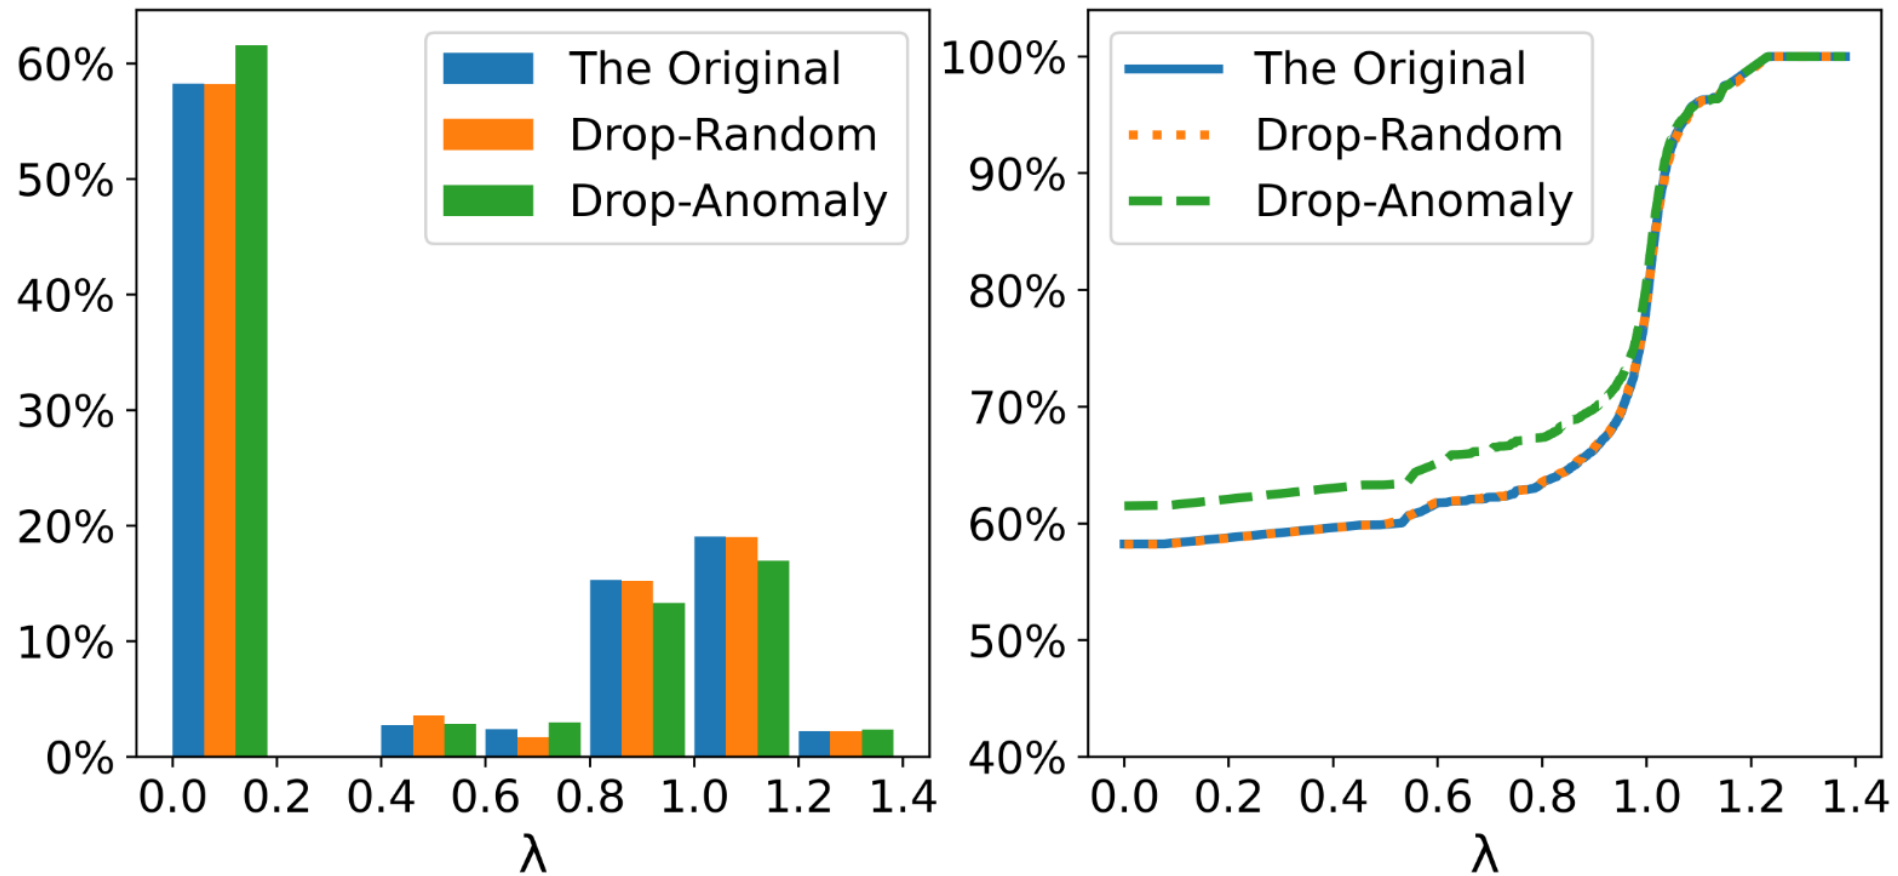 60%
50%
40%
30%
20%
10%
0%
The Original
Drop-Random
Drop-Anomaly
0.0 0.2 0.4 0.6 0.8 1.0 1.2 1.4
λ
100%
90%
80%
70%
60%
50%
40%
The Original
Drop-Random
Drop-Anomaly
0.0 0.2 0.4 0.6 0.8 1.0 1.2 1.4
λ